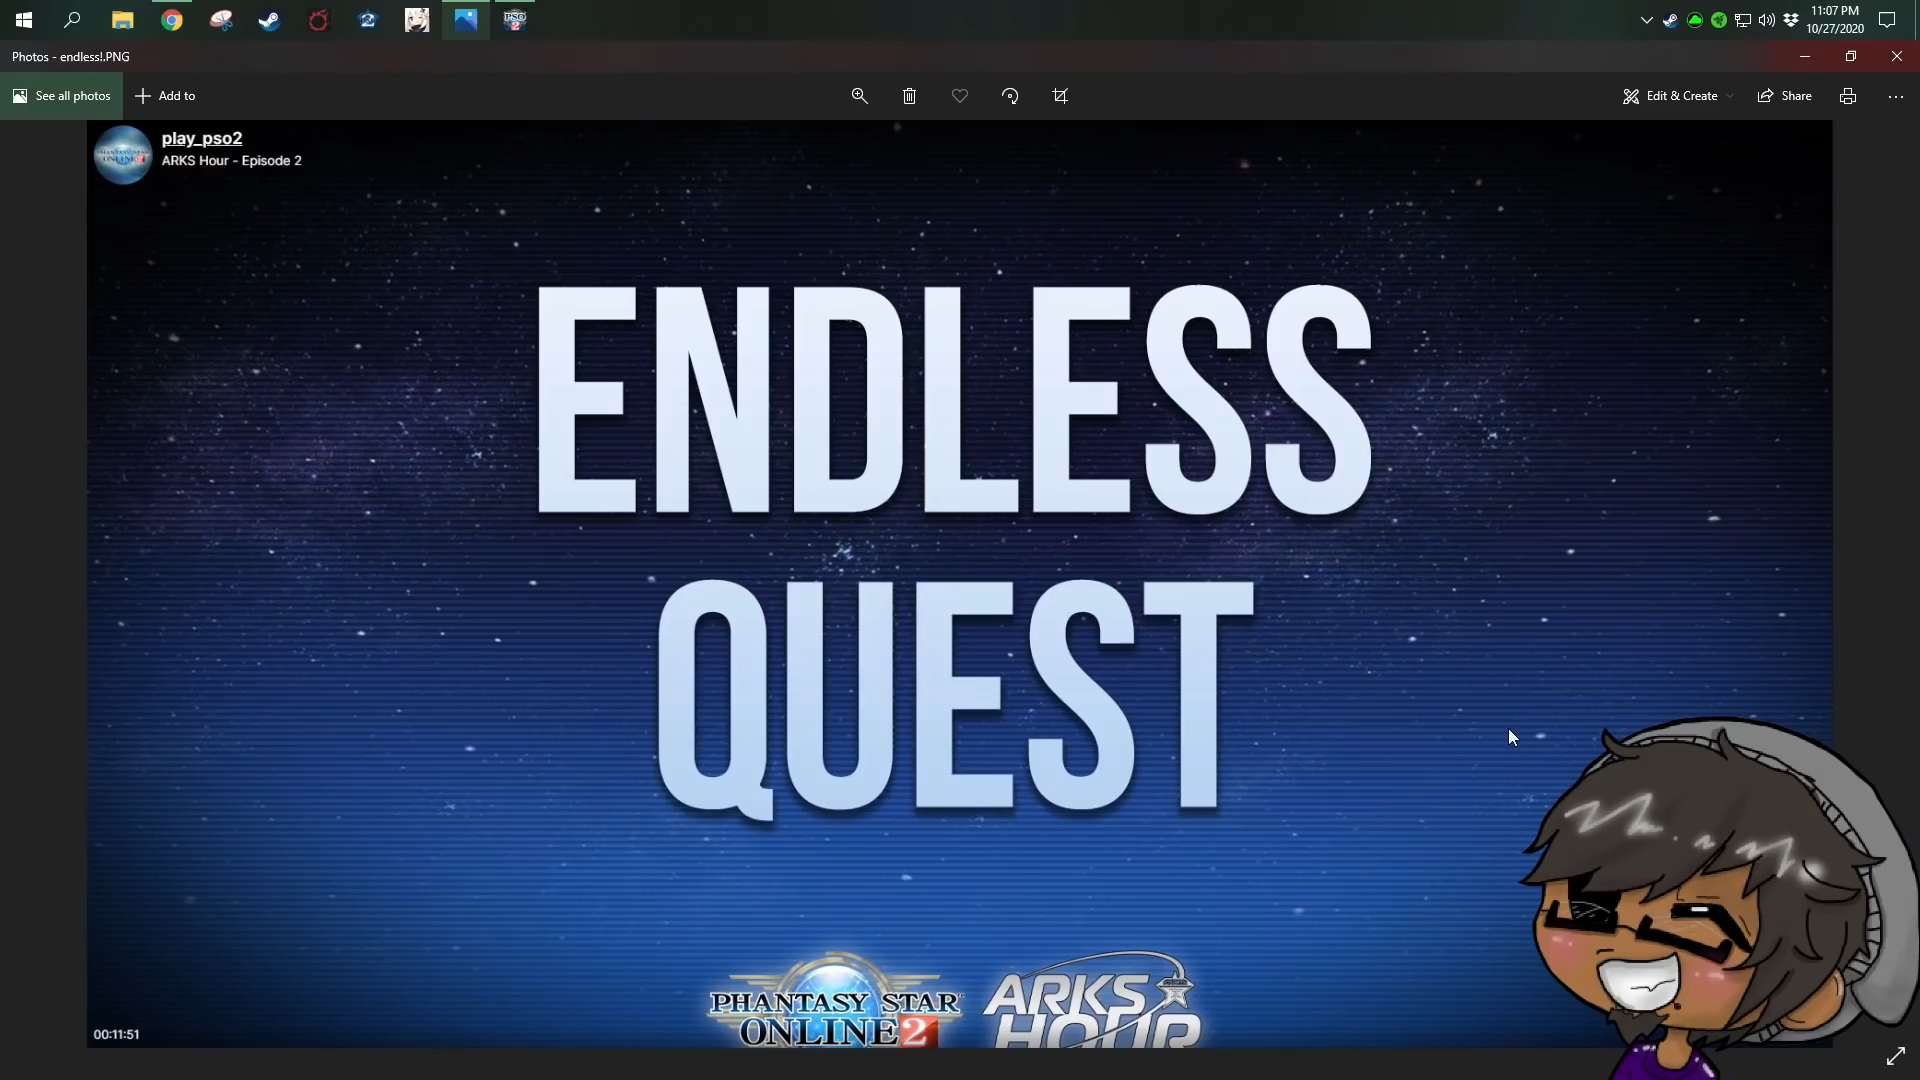 11:07 PM
10/27/2020
Photos - endless!.PNG
See all photos
Add to
Edit & Create
Share
play_pso2
ARKS Hour - Episode 2
ENDLESS
QUEST
PHANTASY STAR
ONLINE 2
ARKS
HOUR
00:11:51